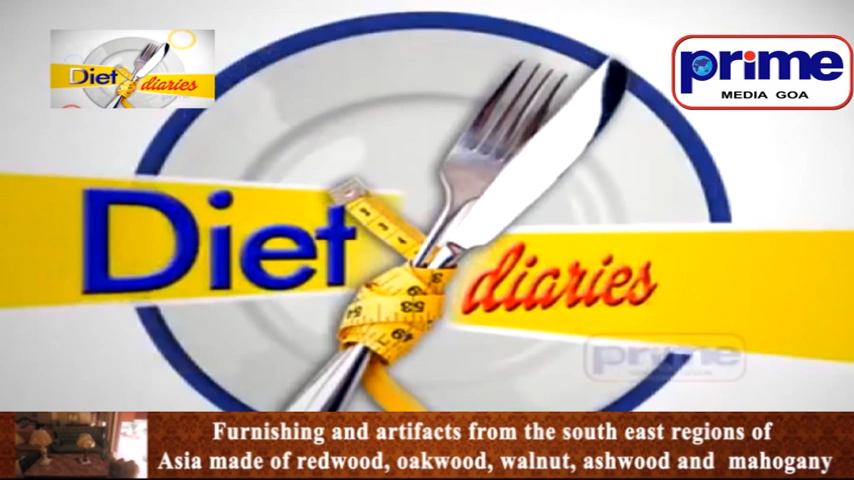 Diet
diaries
prime
MEDIA GOA
Diet
diaries
prime
Furnishing and artifacts from the south east regions of
Asia made of redwood, oakwood, walnut, ashwood and mahogany